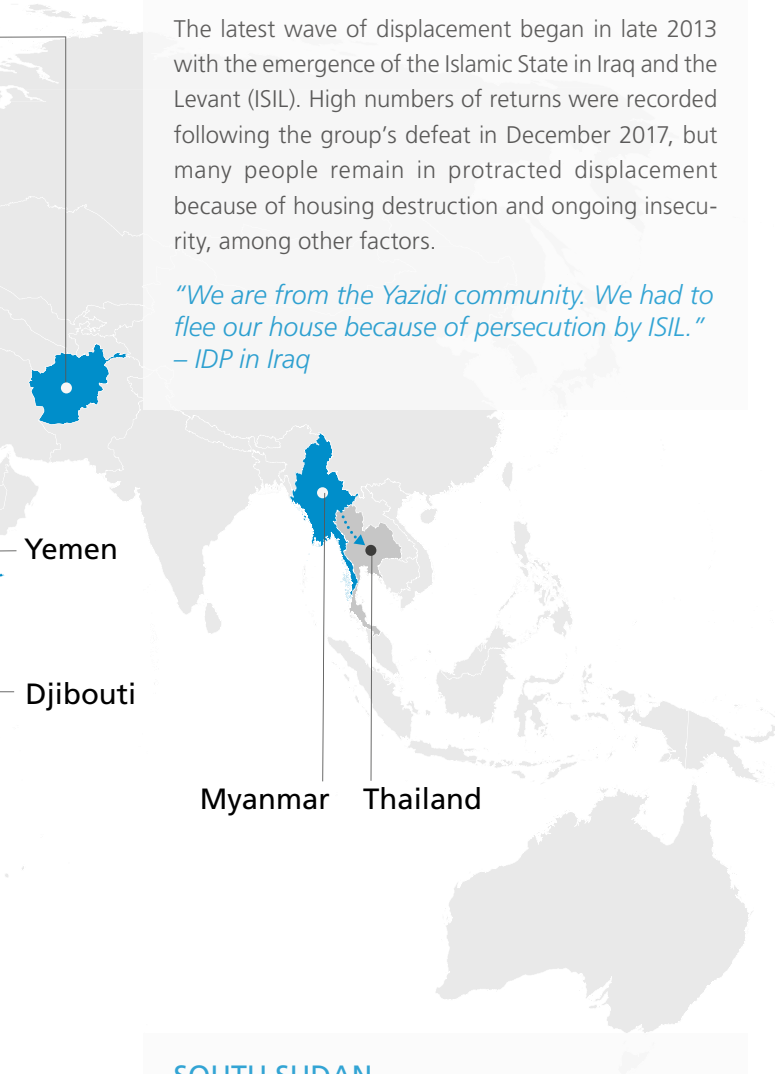 The latest wave of displacement began in late 2013
with the emergence of the Islamic State in Iraq and the
Levant (ISIL). High numbers of returns were recorded
following the group’s defeat in December 2017, but
many people remain in protracted displacement
because of housing destruction and ongoing insecu-
rity, among other factors.
“We are from the Yazidi community. We had to
flee our house because of persecution by ISIL.”
– IDP in Iraq
Yemen
Djibouti
Myanmar
Thailand
SOUTH SUDAN